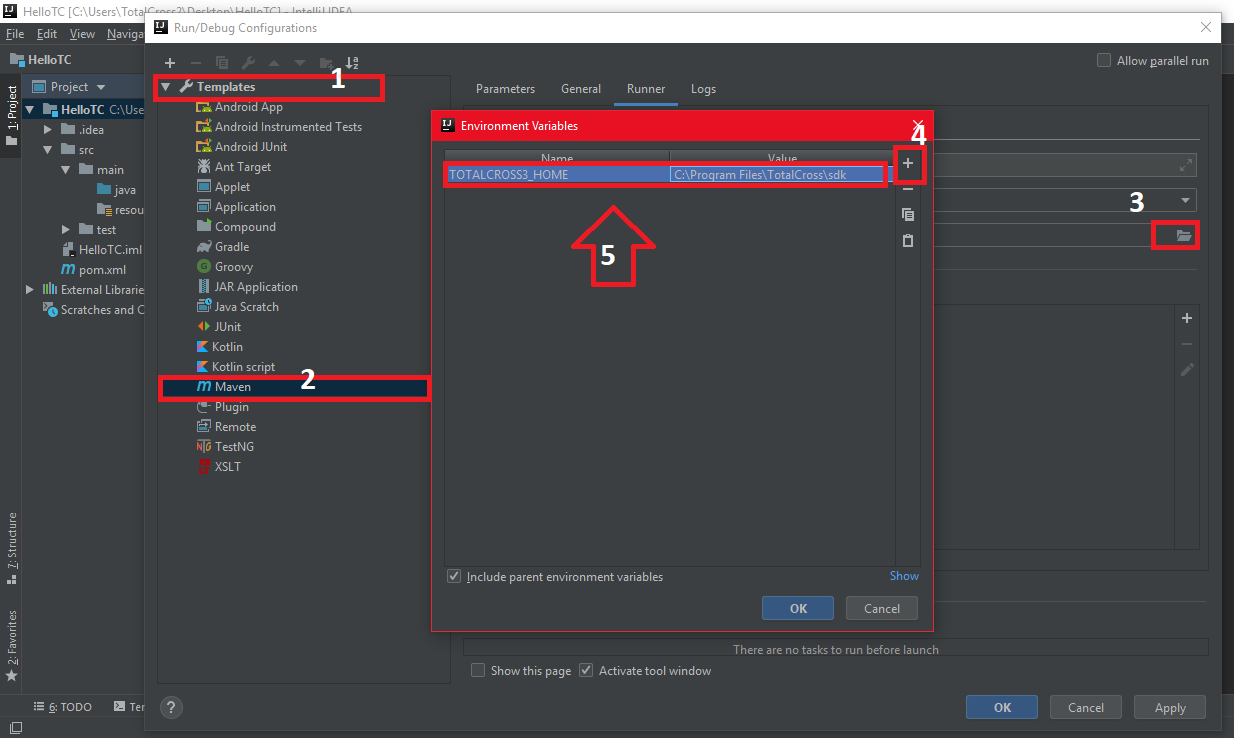 HelloTC [C:\Users\TotalCross2\Desktop\HelloTC] - IntelliJ IDEA
Run/Debug Configurations
File Edit View Naviga
HelloTC
Allow parallel run
1
Project
Templates
Parameters General Runner Logs
1: Project
HelloTC C:\Use
.idea
src
main
java
resou
test
HelloTC.iml
pom.xml
External Librarie
Scratches and C
Android App
Android Instrumented Tests
Android JUnit
Ant Target
Applet
Application
Compound
Gradle
Groovy
JAR Application
Java Scratch
JUnit
Kotlin
Kotlin script
2
Maven
Plugin
Remote
TestNG
XSLT
Environment Variables
4
Name Value
TOTALCROSS3_HOME C:\Program Files\TotalCross\sdk
3
5
Include parent environment variables Show
OK Cancel
There are no tasks to run before launch
Show this page Activate tool window
7: Structure
2: Favorites
6: TODO Ter
?
OK Cancel Apply